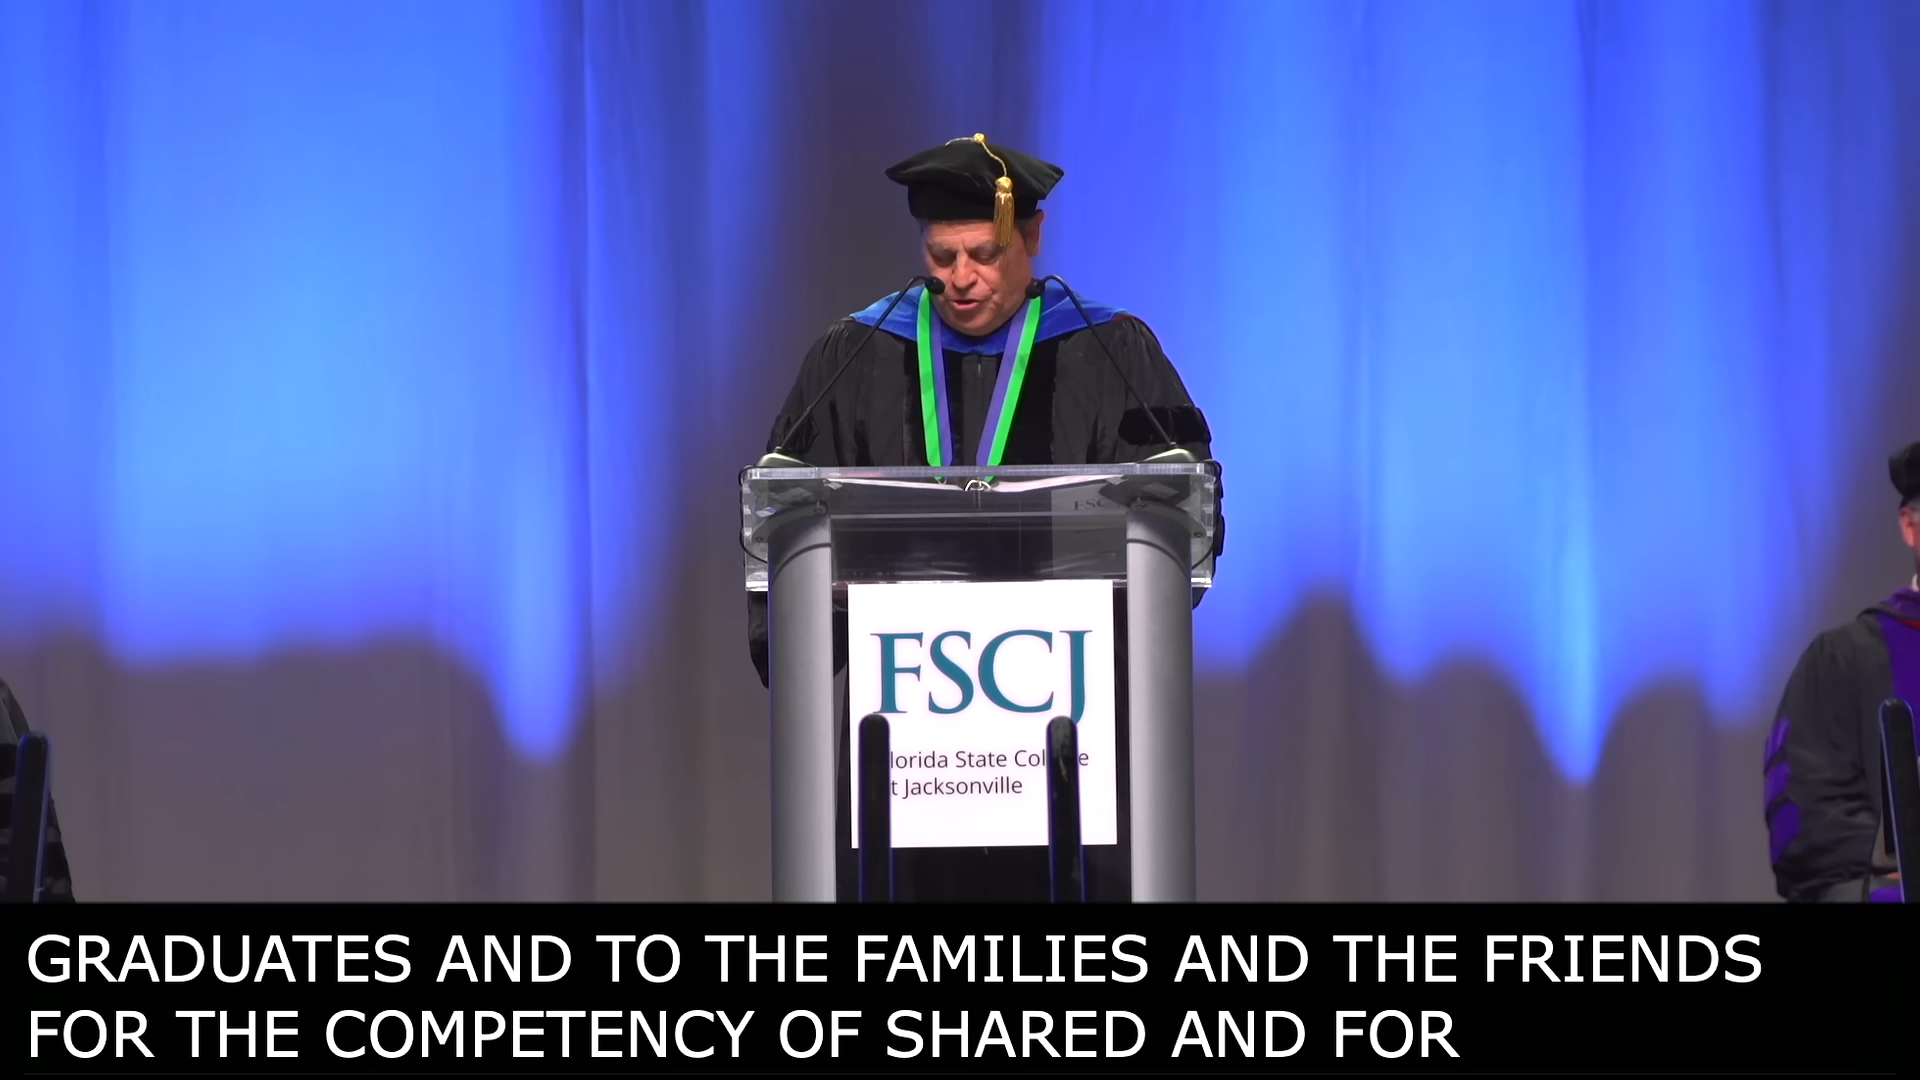 FSCJ
lorida State Col e
t Jacksonville
GRADUATES AND TO THE FAMILIES AND THE FRIENDS
FOR THE COMPETENCY OF SHARED AND FOR